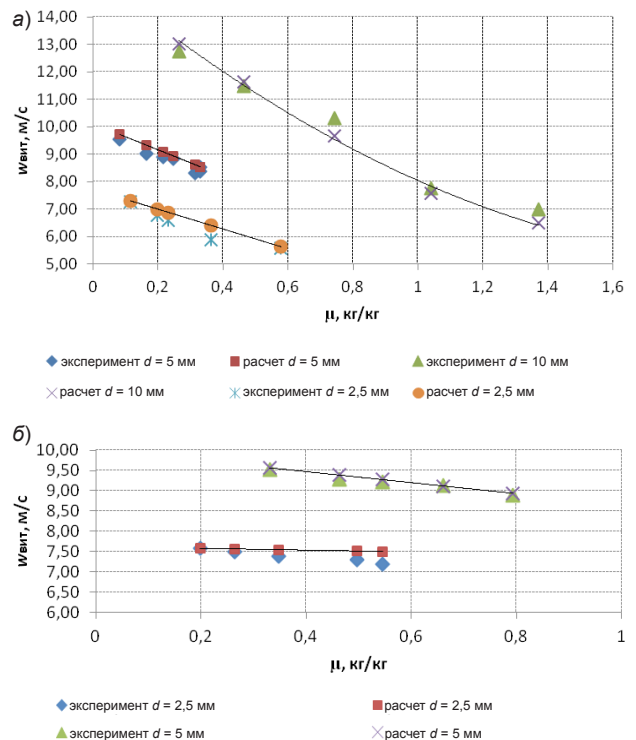 а)
14,00
13,00
12,00
11,00
10,00
9,00
8,00
7,00
6,00
5,00
wвит, м/с
0 0,2 0,4 0,6 0,8 1 1,2 1,4 1,6
μ, кг/кг
эксперимент d = 5 мм расчет d = 5 мм эксперимент d = 10 мм
расчет d = 10 мм эксперимент d = 2,5 мм расчет d = 2,5 мм
б)
10,00
9,50
9,00
8,50
8,00
7,50
7,00
6,50
6,00
wвит, м/с
0 0,2 0,4 0,6 0,8 1
μ, кг/кг
эксперимент d = 2,5 мм расчет d = 2,5 мм
эксперимент d = 5 мм расчет d = 5 мм